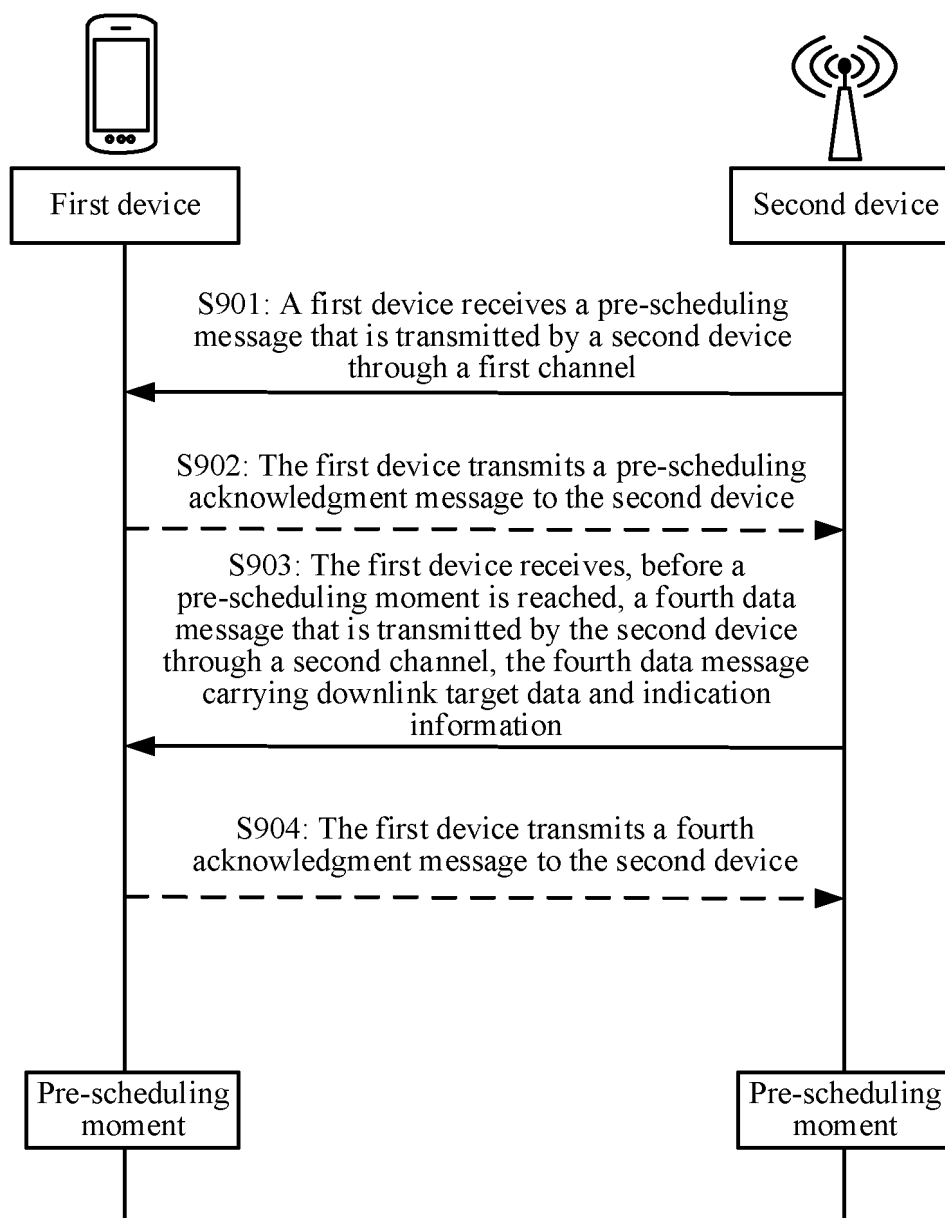 First device
Second device
S901: A first device receives a pre-scheduling
message that is transmitted by a second device
through a first channel
S902: The first device transmits a pre-scheduling
acknowledgment message to the second device
S903: The first device receives, before a
pre-scheduling moment is reached, a fourth data
message that is transmitted by the second device
through a second channel, the fourth data message
carrying downlink target data and indication
information
S904: The first device transmits a fourth
acknowledgment message to the second device
Pre-scheduling
moment
Pre-scheduling
moment